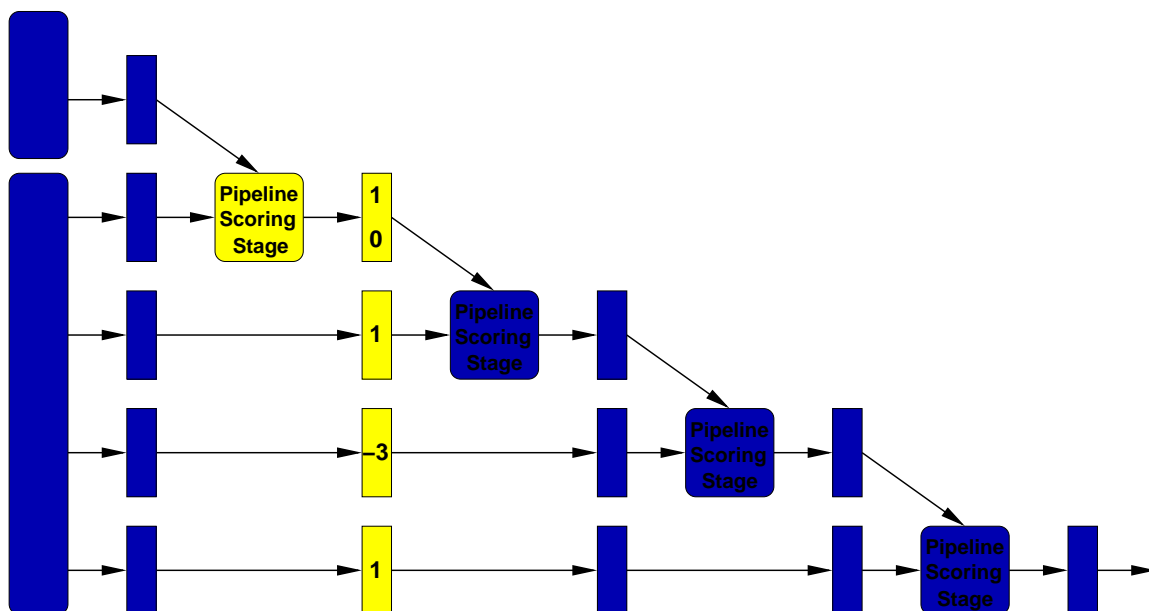 Pipeline
Scoring
Stage
1
0
Pipeline
Scoring
Stage
1
Pipeline
Scoring
Stage
–3
Pipeline
Scoring
Stage
1